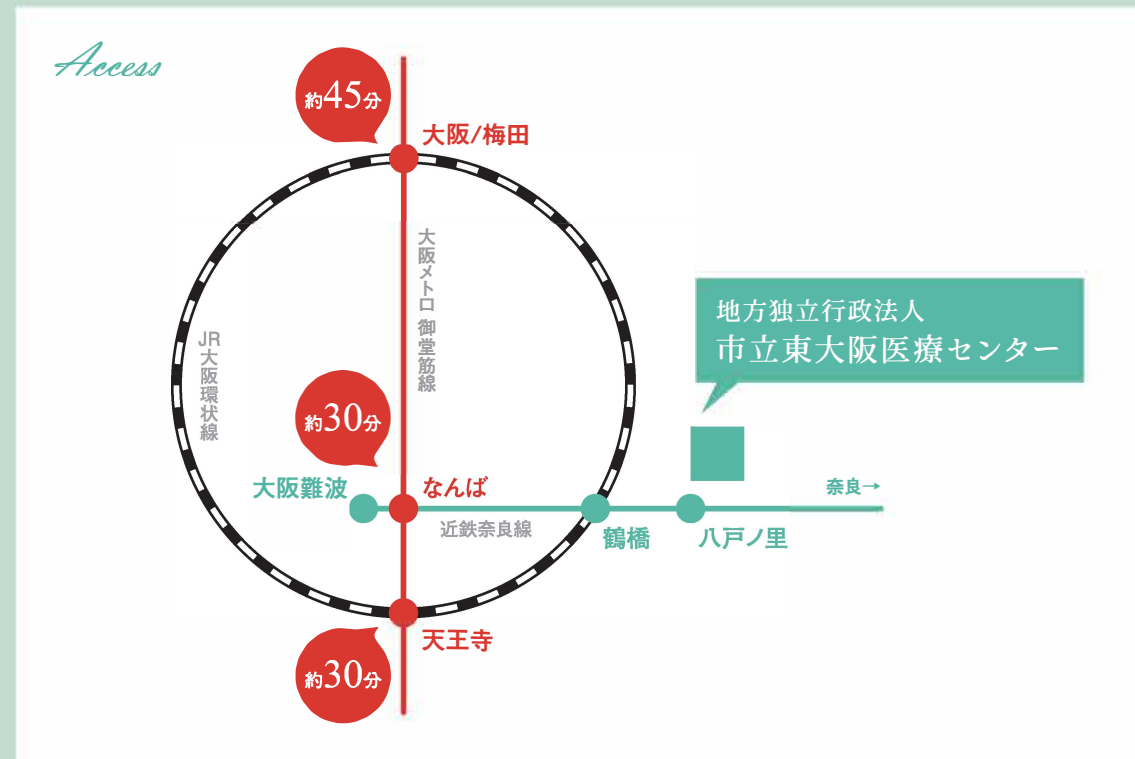 Access
約45分
大阪/梅田
大阪メトロ 御堂筋線
JR大阪環状線
地方独立行政法人
市立東大阪医療センター
約30分
大阪難波
なんば
奈良→
近鉄奈良線
鶴橋
八戸ノ里
天王寺
約30分